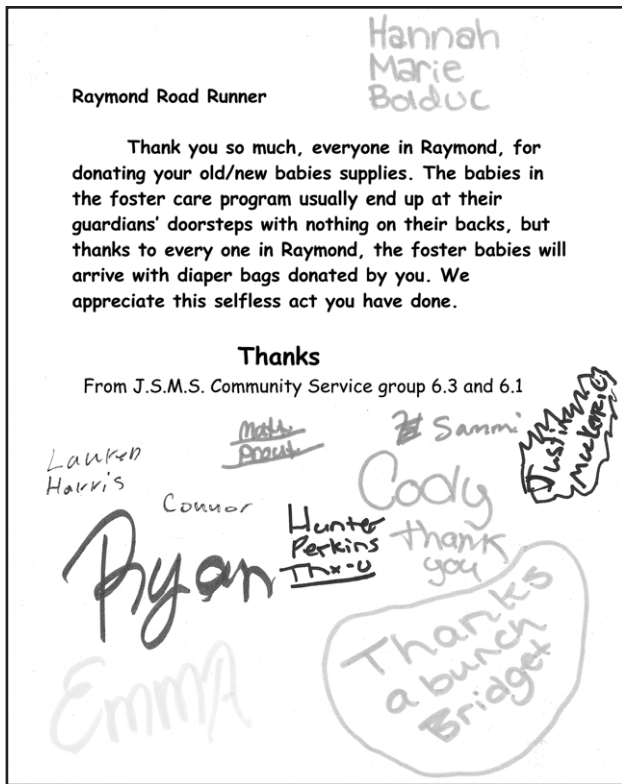 Hannah
Marie
Bolduc
Raymond Road Runner
Thank you so much, everyone in Raymond, for
donating your old/new babies supplies. The babies in
the foster care program usually end up at their
guardians' doorsteps with nothing on their backs, but
thanks to every one in Raymond, the foster babies will
arrive with diaper bags donated by you. We
appreciate this selfless act you have done.
Thanks
From J.S.M.S. Community Service group 6.3 and 6.1
Justin
Matt
Sammi
Lauren
Harris
Cody
Connor
Hunter
Perkins
Thx-U
thank
you
Ryan
Thanks
a bunch
Bridget
Emma